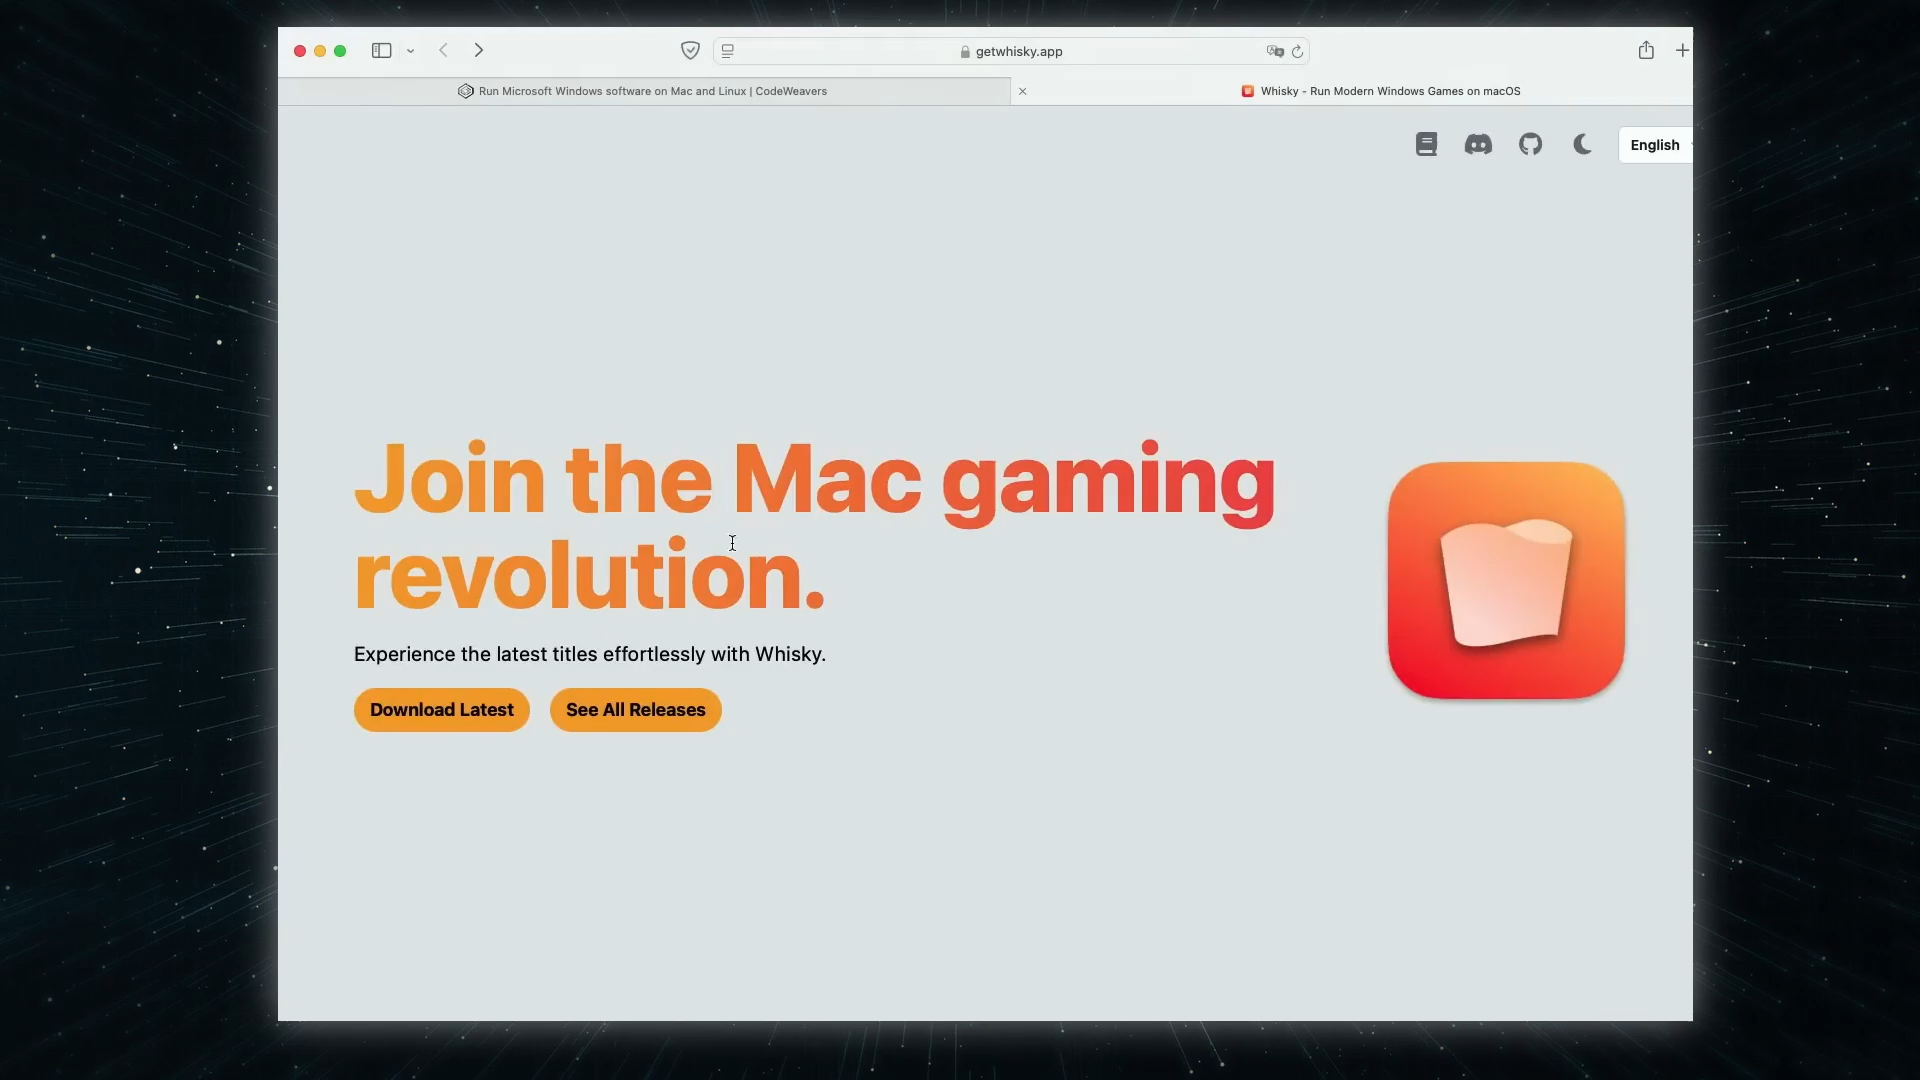 getwhisky.app
Run Microsoft Windows software on Mac and Linux | CodeWeavers
Whisky - Run Modern Windows Games on macOS
English
Join the Mac gaming
revolution.
Experience the latest titles effortlessly with Whisky.
Download Latest
See All Releases